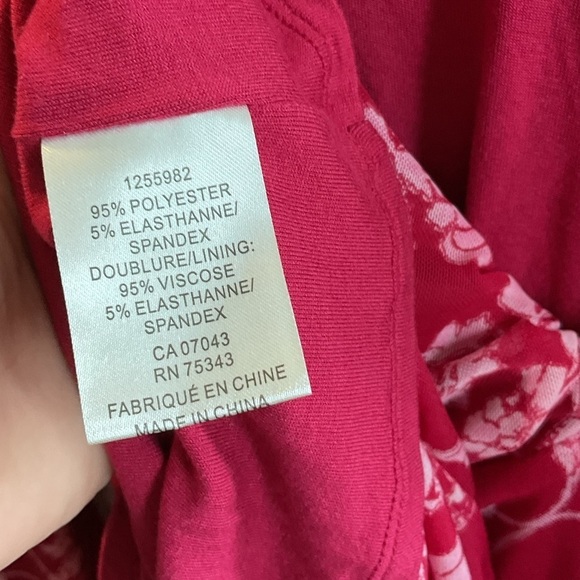 1255982
95% POLYESTER
5% ELASTHANNE/
SPANDEX
DOUBLURE/LINING:
95% VISCOSE
5% ELASTHANNE/
SPANDEX
CA 07043
RN 75343
FABRIQUÉ EN CHINE
MADE IN CHINA